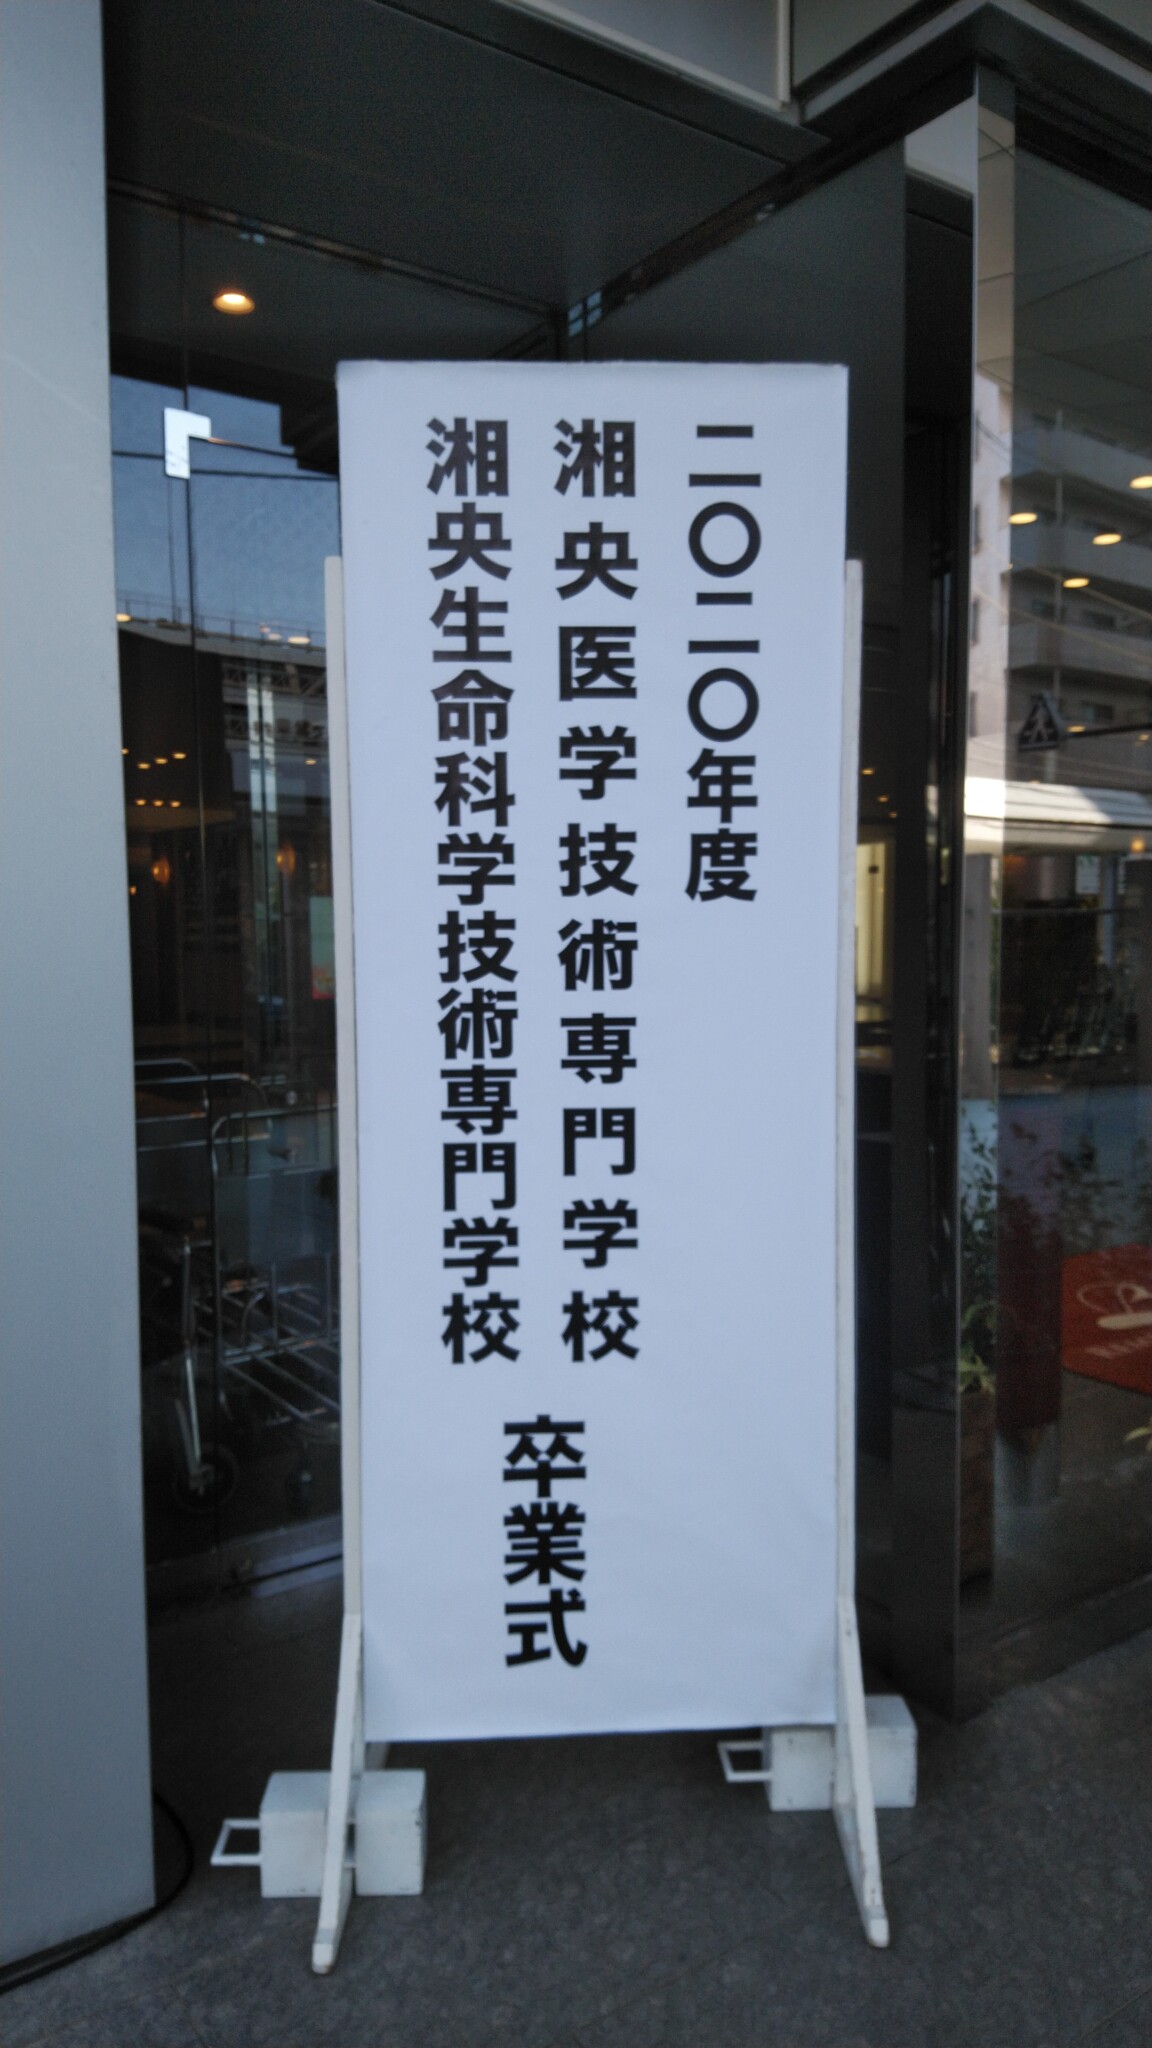 二〇二〇年度
湘央医学技術専門学校
湘央生命科学技術専門学校
卒業式